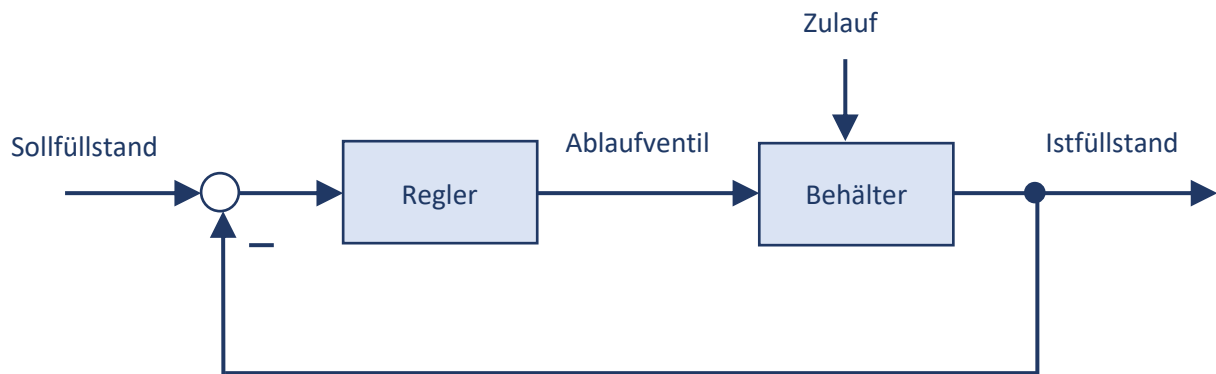 Zulauf
Sollfüllstand
Ablaufventil
Istfüllstand
Regler
Behälter
–